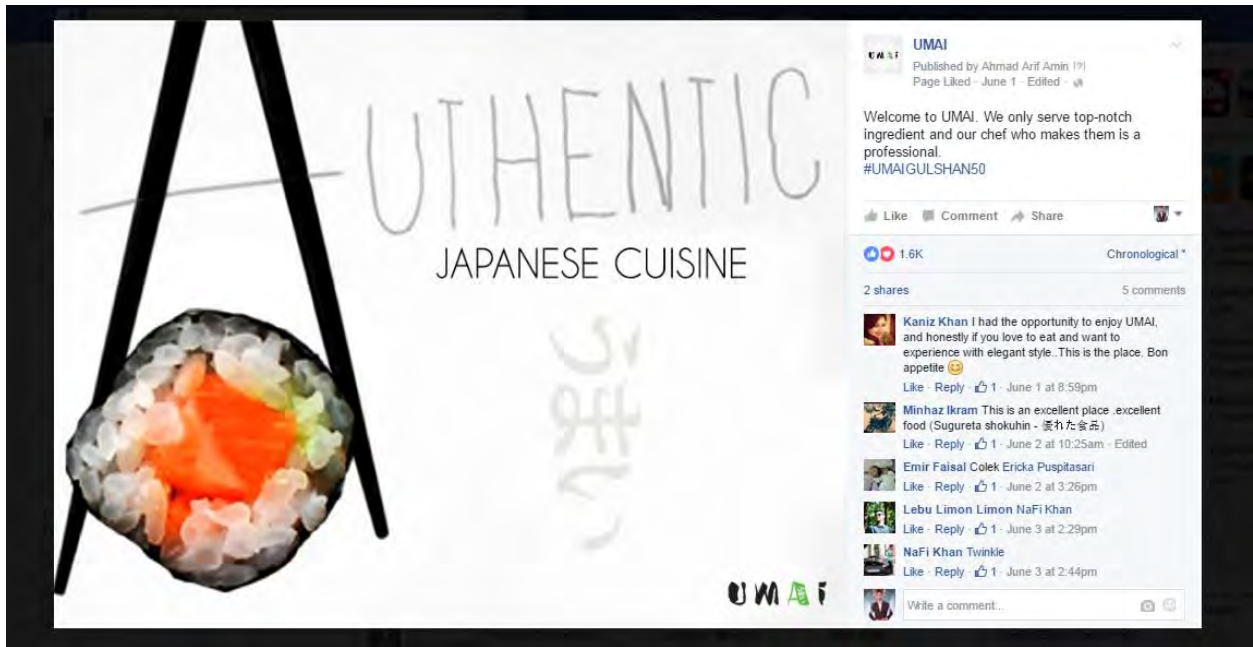 AUTHENTIC
JAPANESE CUISINE
うまい
UMAi
UMAi
UMAI
Published by Ahmad Arif Amin [?]
Page Liked · June 1 · Edited ·
Welcome to UMAI. We only serve top-notch
ingredient and our chef who makes them is a
professional.
#UMAIGULSHAN50
Like Comment Share
1.6K Chronological
2 shares 5 comments
Kaniz Khan I had the opportunity to enjoy UMAI,
and honestly if you love to eat and want to
experience with elegant style..This is the place. Bon
appetite
Like · Reply · 1 · June 1 at 8:59pm
Minhaz Ikram This is an excellent place .excellent
food (Sugureta shokuhin - 優れた食品)
Like · Reply · 1 · June 2 at 10:25am · Edited
Emir Faisal Colek Ericka Puspitasari
Like · Reply · 1 · June 2 at 3:26pm
Lebu Limon Limon NaFi Khan
Like · Reply · 1 · June 3 at 2:29pm
NaFi Khan Twinkle
Like · Reply · 1 · June 3 at 2:44pm
Write a comment...